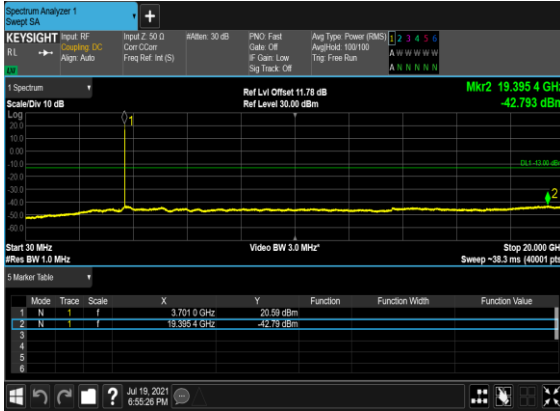 Spectrum Analyzer 1
Swept SA
+
KEYSIGHT Input: RF Input Z: 50 Ω #Atten: 30 dB PNO: Fast Avg Type: Power (RMS) 1 2 3 4 5 6
RL Coupling: DC Corr CCorr Gate: Off Avg|Hold: 100/100 A W W W W W
Align: Auto Freq Ref: Int (S) IF Gain: Low Trig: Free Run
Sig Track: Off A N N N N N
1 Spectrum Ref Lvl Offset 11.78 dB Mkr2 19.395 4 GHz
Scale/Div 10 dB Ref Level 30.00 dBm -42.793 dBm
Log
20.0
10.0
0.00
-10.0
-20.0
-30.0
-40.0
-50.0
-60.0
1
DL1 -13.00 dB
2
Start 30 MHz Video BW 3.0 MHz* Stop 20.000 GH
#Res BW 1.0 MHz Sweep ~38.3 ms (40001 pts
5 Marker Table
Mode Trace Scale X Y Function Function Width Function Value
1 N 1 f 3.701 0 GHz 20.59 dBm
2 N 1 f 19.395 4 GHz -42.79 dBm
3
4
5
6
? Jul 19, 2021
6:55:26 PM